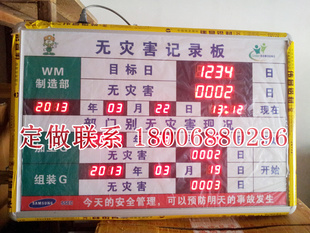 无灾害记录板
WM
制造部
目标日 1234 日
无灾害 0002 日
2013 年 03 月 22 日 13:12 现在
部门别无灾害现况
定做联系 18006880296
无灾害 0002 日
组装G 2013 年 03 月 19 日 开始
无灾害 0003 日
SAMSUNG
今天的安全管理，可以预防明天的事故发生